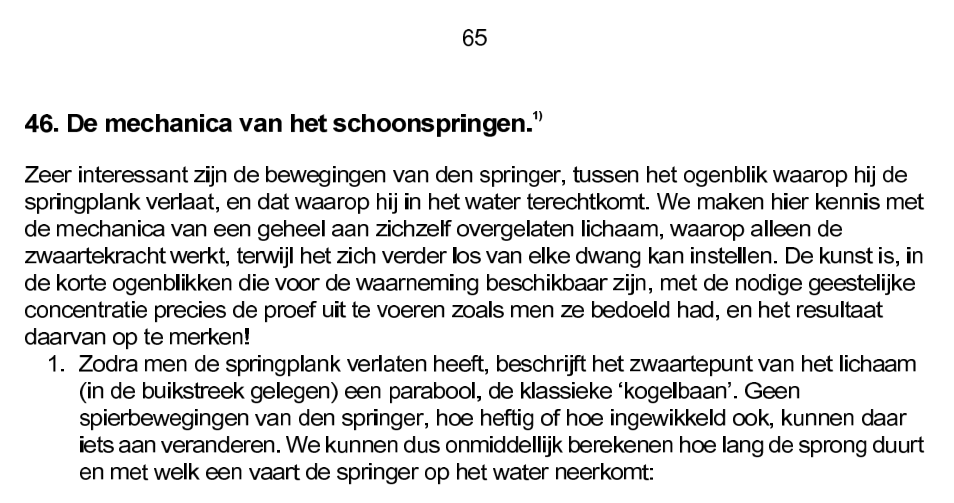 65
46. De mechanica van het schoonspringen.¹⁾
Zeer interessant zijn de bewegingen van den springer, tussen het ogenblik waarop hij de
springplank verlaat, en dat waarop hij in het water terechtkomt. We maken hier kennis met
de mechanica van een geheel aan zichzelf overgelaten lichaam, waarop alleen de
zwaartekracht werkt, terwijl het zich verder los van elke dwang kan instellen. De kunst is, in
de korte ogenblikken die voor de waarneming beschikbaar zijn, met de nodige geestelijke
concentratie precies de proef uit te voeren zoals men ze bedoeld had, en het resultaat
daarvan op te merken!
1. Zodra men de springplank verlaten heeft, beschrijft het zwaartepunt van het lichaam
(in de buikstreek gelegen) een parabool, de klassieke ‘kogelbaan’. Geen
spierbewegingen van den springer, hoe heftig of hoe ingewikkeld ook, kunnen daar
iets aan veranderen. We kunnen dus onmiddellijk berekenen hoe lang de sprong duurt
en met welk een vaart de springer op het water neerkomt: